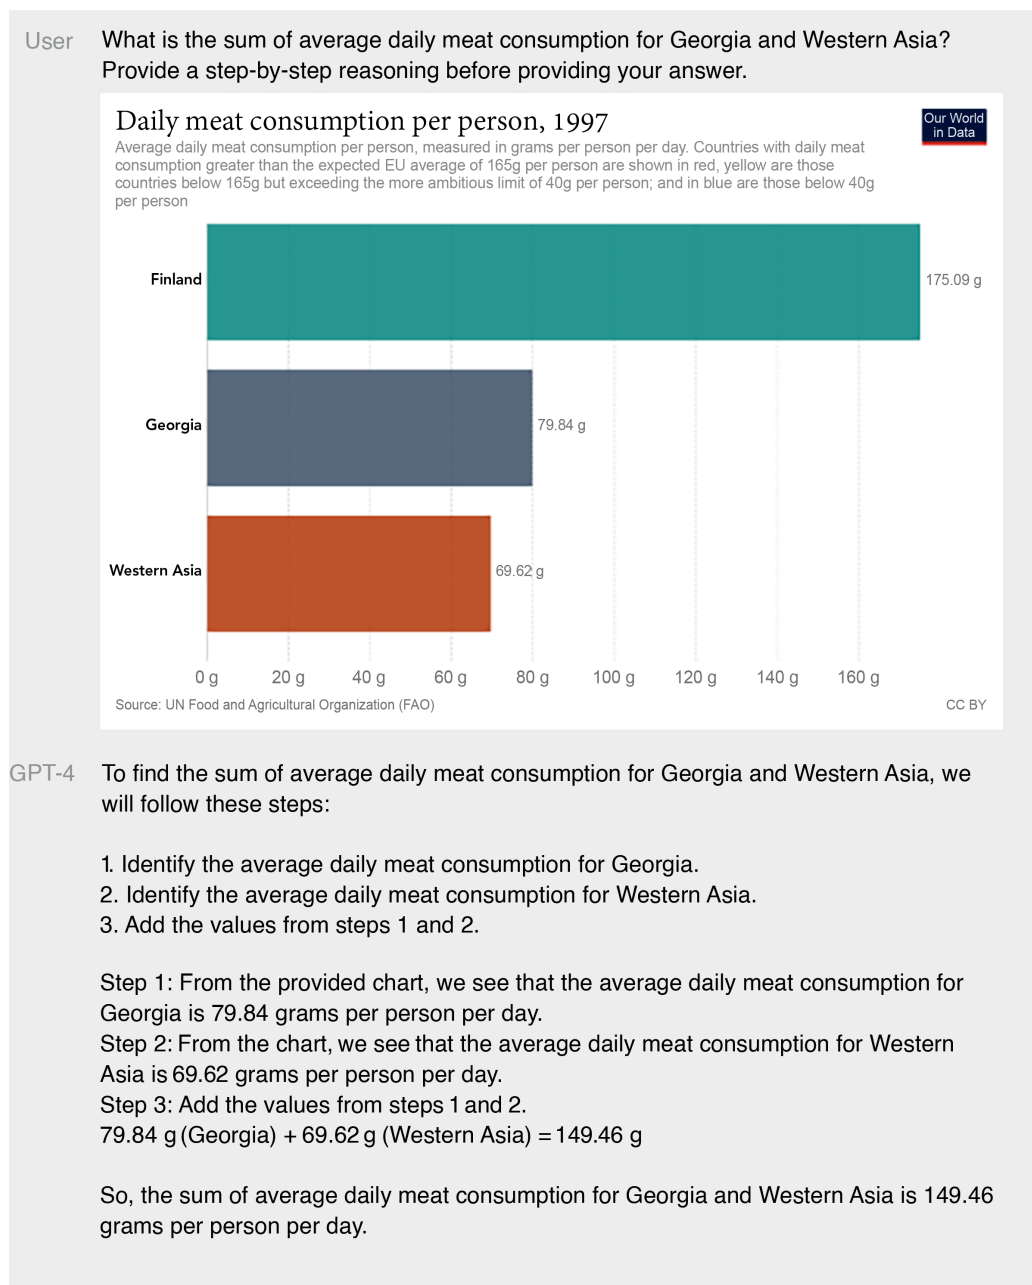 User
What is the sum of average daily meat consumption for Georgia and Western Asia?
Provide a step-by-step reasoning before providing your answer.
Daily meat consumption per person, 1997
Our World
in Data
Average daily meat consumption per person, measured in grams per person per day. Countries with daily meat
consumption greater than the expected EU average of 165g per person are shown in red, yellow are those
countries below 165g but exceeding the more ambitious limit of 40g per person; and in blue are those below 40g
per person
Finland
175.09 g
Georgia
79.84 g
Western Asia
69.62 g
0 g 20 g 40 g 60 g 80 g 100 g 120 g 140 g 160 g
Source: UN Food and Agricultural Organization (FAO)
CC BY
GPT-4
To find the sum of average daily meat consumption for Georgia and Western Asia, we
will follow these steps:
1. Identify the average daily meat consumption for Georgia.
2. Identify the average daily meat consumption for Western Asia.
3. Add the values from steps 1 and 2.
Step 1: From the provided chart, we see that the average daily meat consumption for
Georgia is 79.84 grams per person per day.
Step 2: From the chart, we see that the average daily meat consumption for Western
Asia is 69.62 grams per person per day.
Step 3: Add the values from steps 1 and 2.
79.84 g (Georgia) + 69.62 g (Western Asia) = 149.46 g
So, the sum of average daily meat consumption for Georgia and Western Asia is 149.46
grams per person per day.